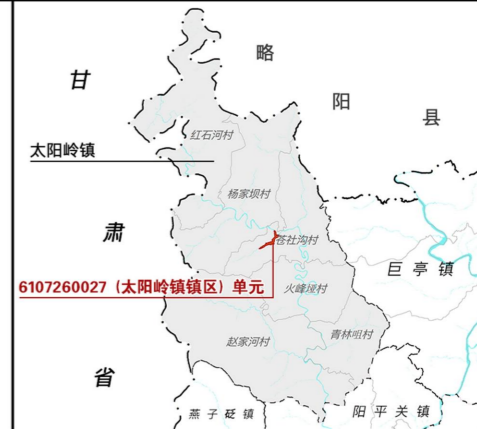 甘
肃
省
略
阳
县
红石河村
太阳岭镇
杨家坝村
苍社沟村
巨亭镇
6107260027（太阳岭镇镇区）单元
火峰垭村
青林咀村
赵家河村
燕子砭镇
阳平关镇